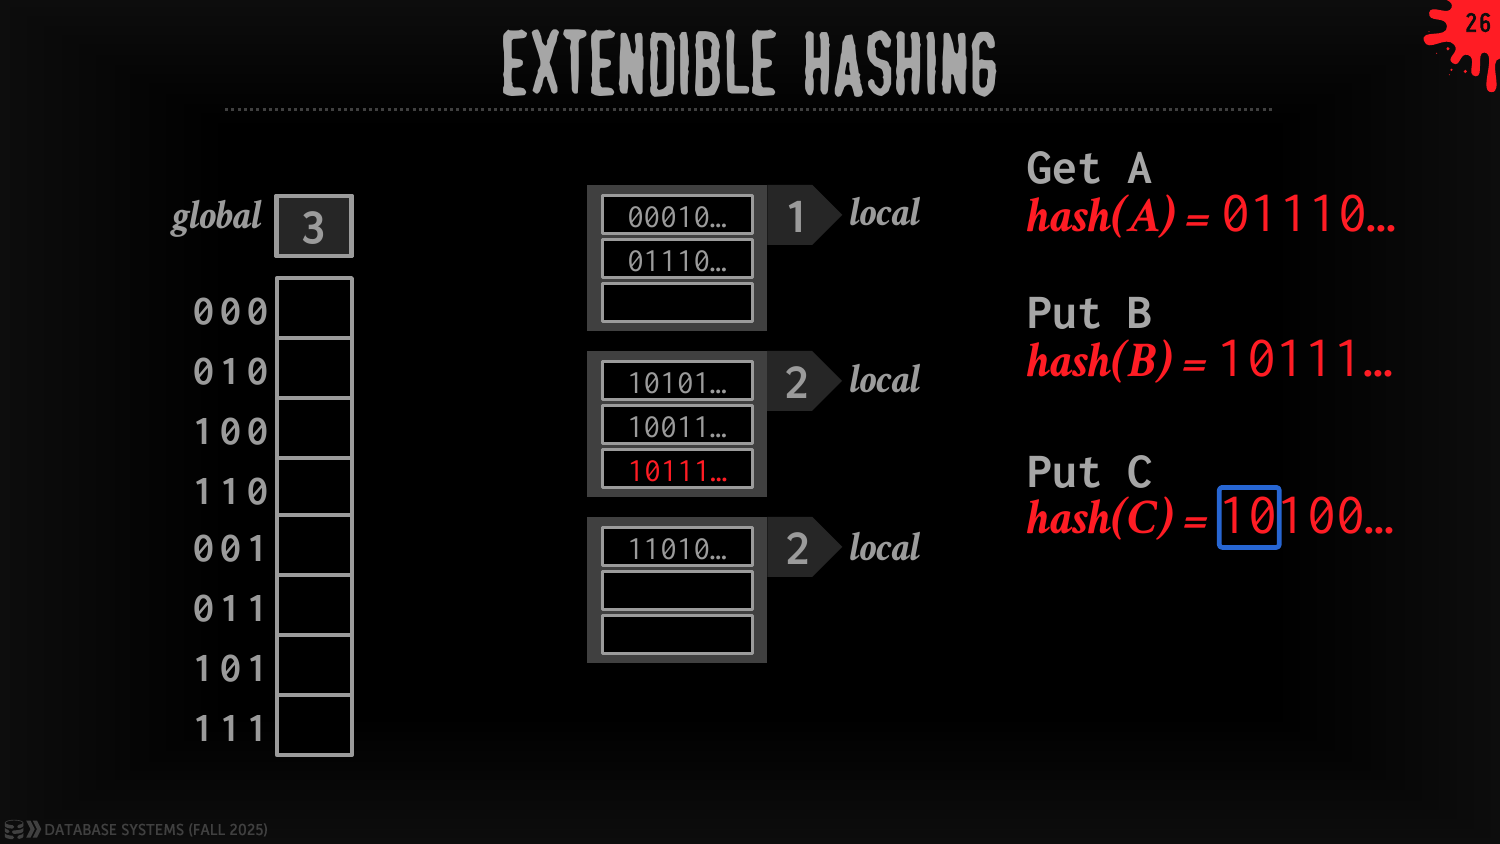 26
EXTENDIBLE HASHING
global 3
000
010
100
110
001
011
101
111
00010…
01110…
1 local
10101…
10011…
10111…
2 local
11010…
2 local
Get A
hash(A) = 01110…
Put B
hash(B) = 10111…
Put C
hash(C) = 10100…
DATABASE SYSTEMS (FALL 2025)